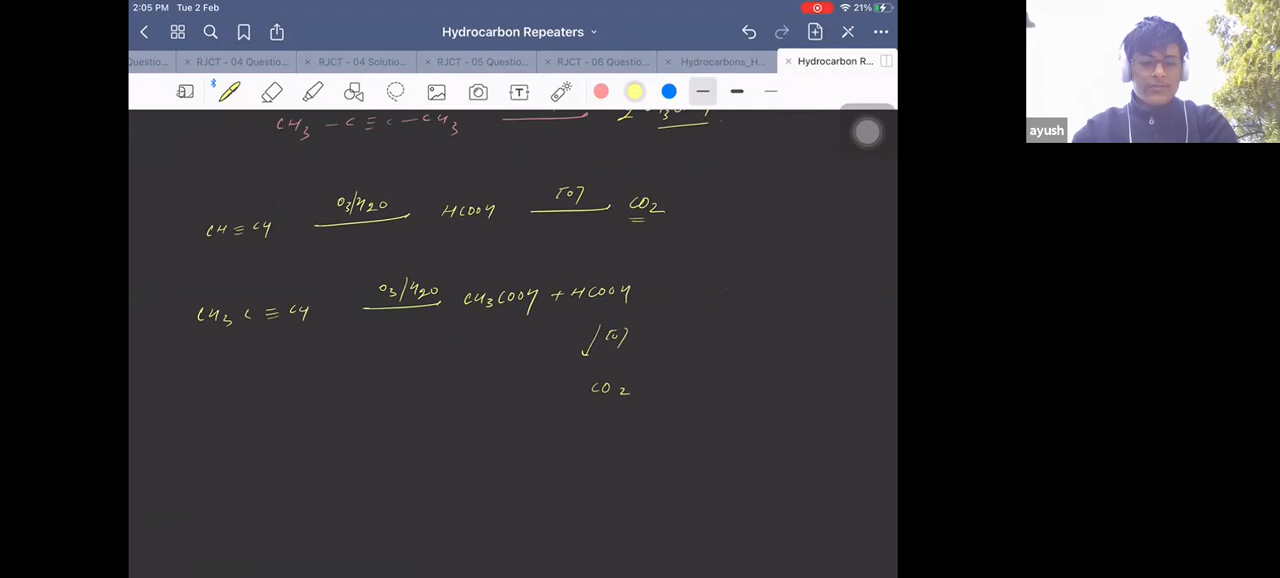 2:05 PM Tue 2 Feb
21%
Hydrocarbon Repeaters
Questio... RJCT - 04 Questio... RJCT - 04 Solutio... RJCT - 05 Questio... RJCT - 06 Questio... Hydrocarbons_H... Hydrocarbon R...
ayush
CH3 — C ≡ C — CH3
CH ≡ CH O3/H2O HCOOH [O] CO2
CH3 C ≡ CH O3/H2O CH3COOH + HCOOH
[O]
CO2